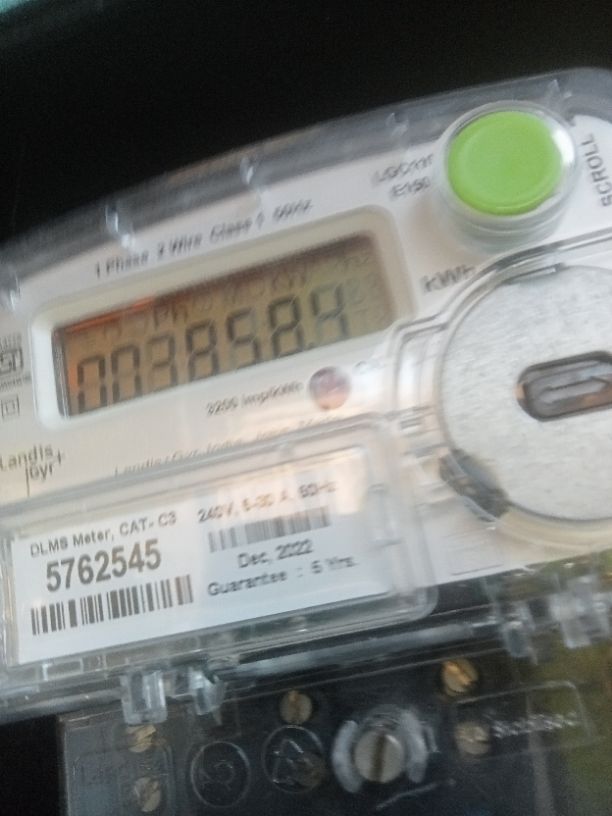 SCROLL
1 Phase 2 Wire Class 1 50Hz
kWh
003858.4
3200 imp/kWh
Landis
Gyr+
DLMS Meter, CAT- C3
240V, 5-30 A, 50Hz
5762545
Dec, 2022
Guarantee : 5 Yrs.